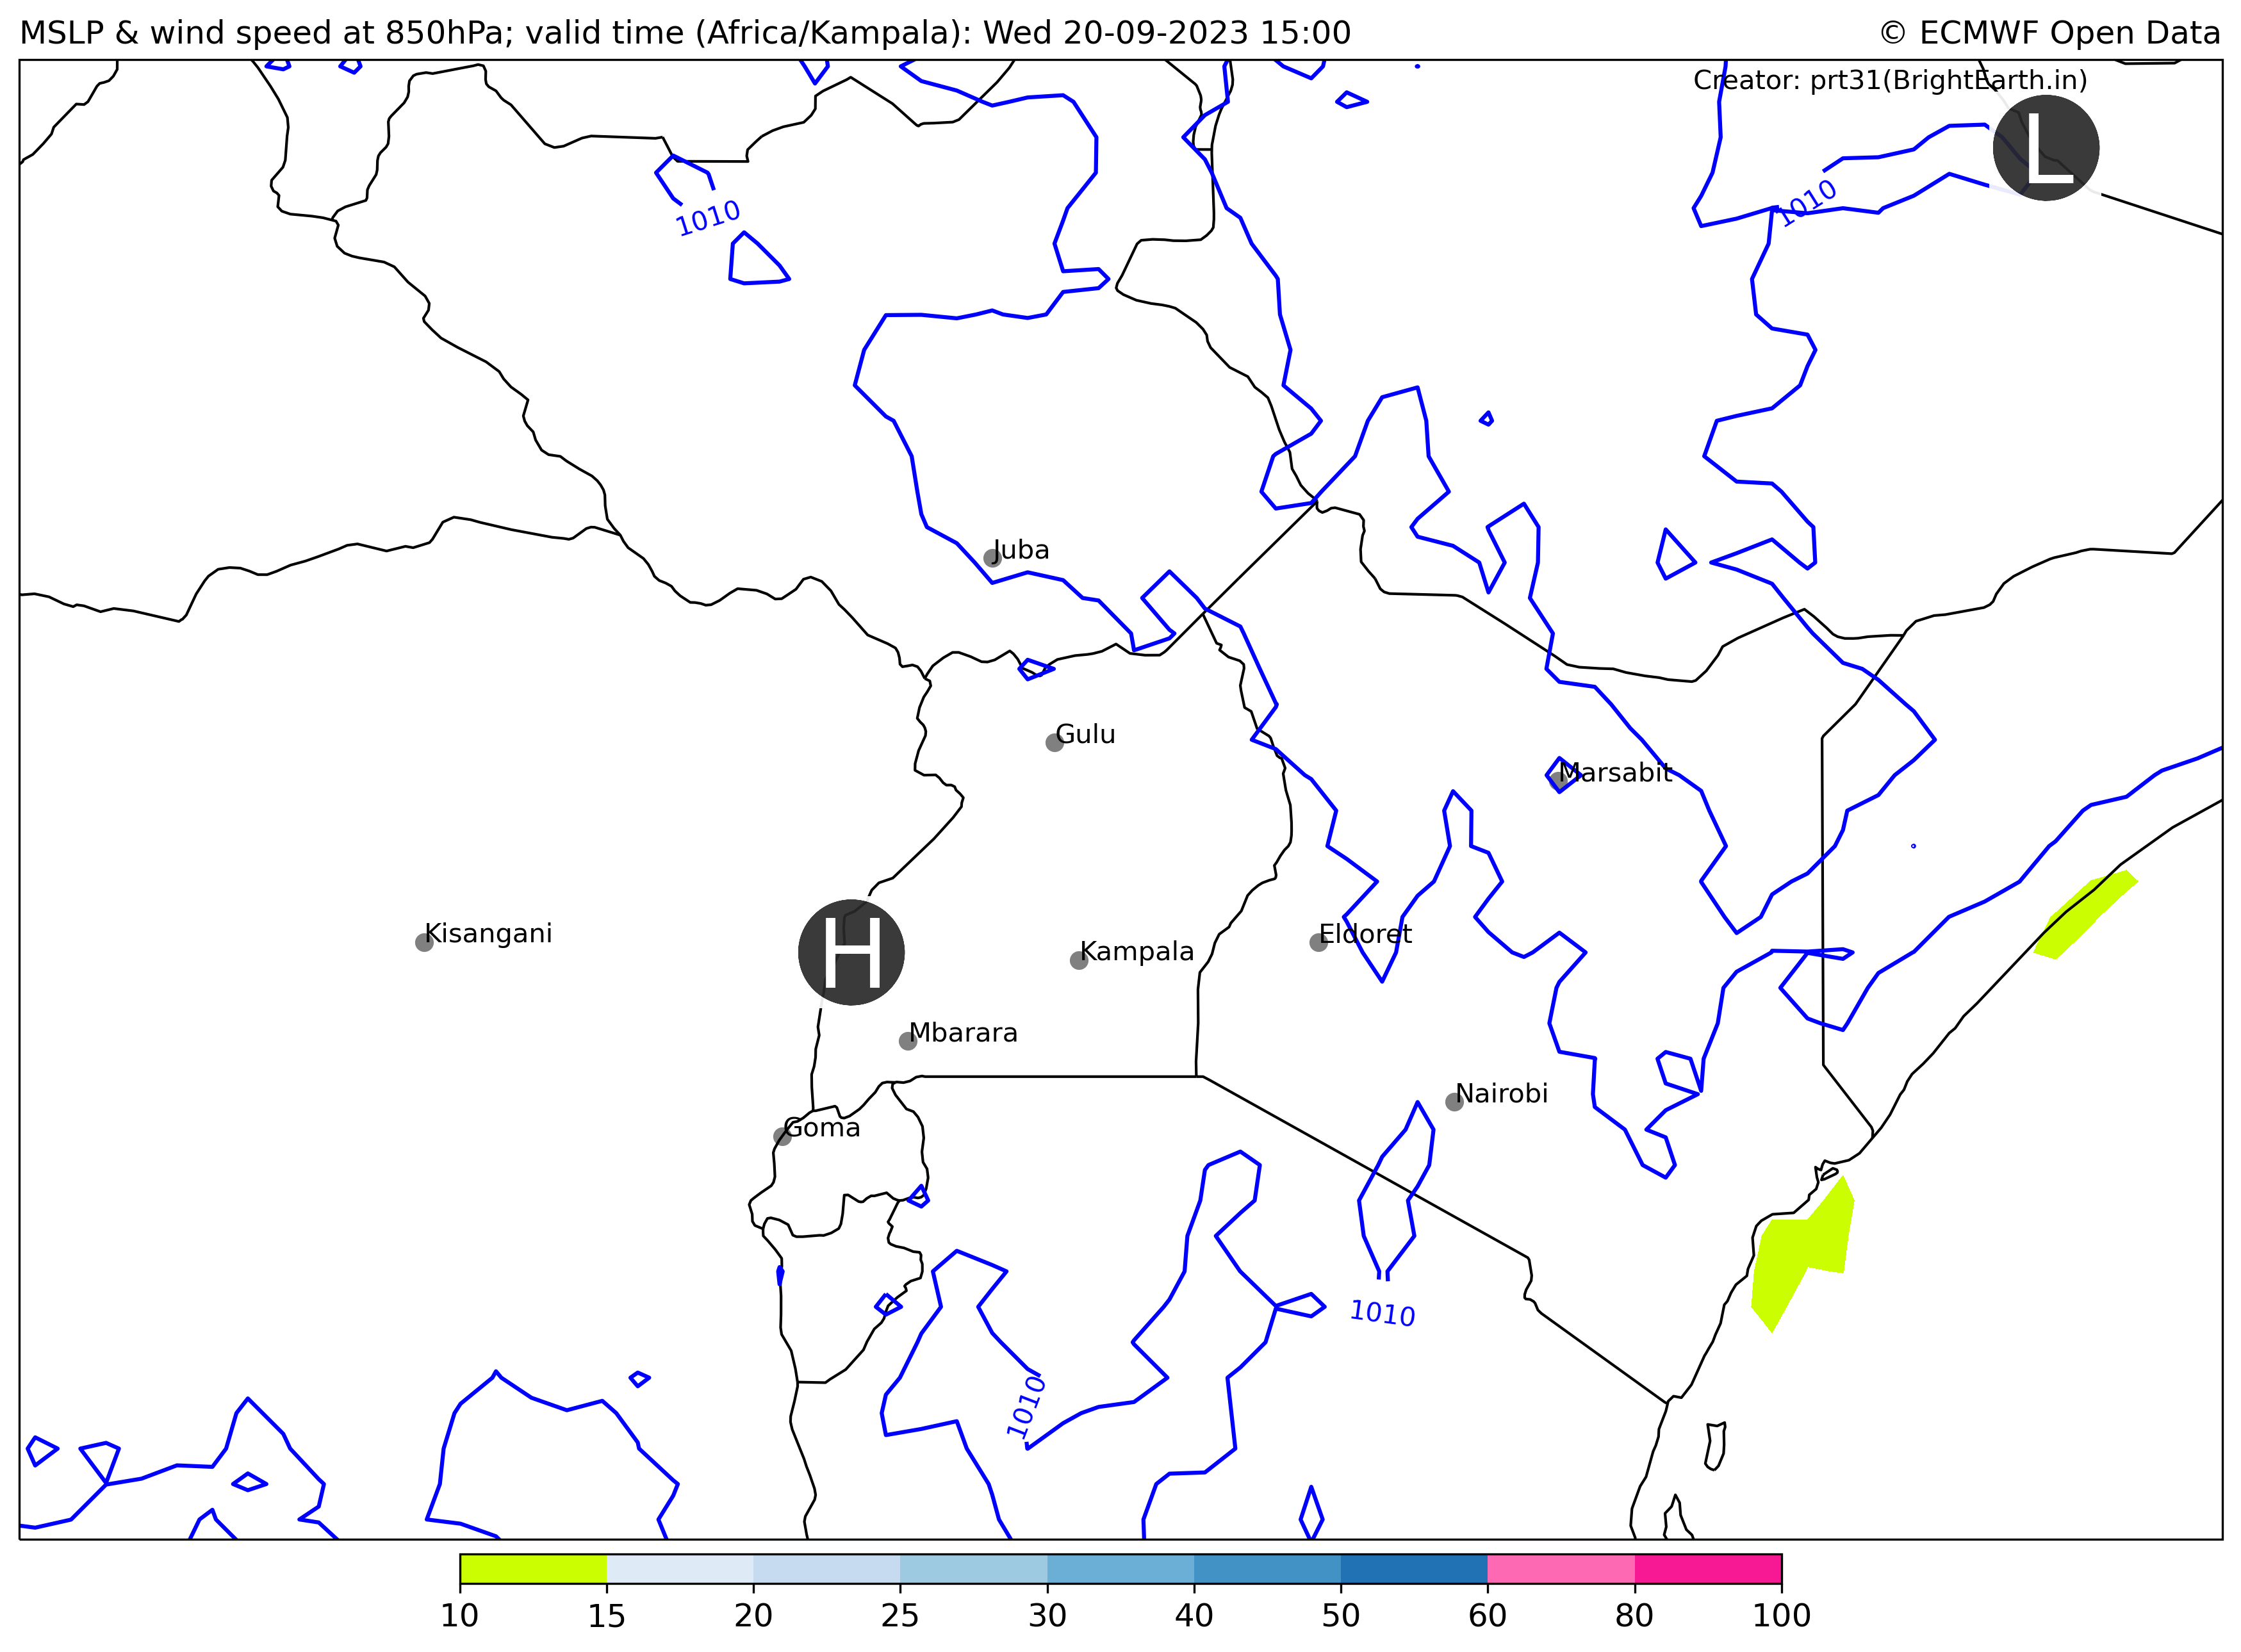 MSLP & wind speed at 850hPa; valid time (Africa/Kampala): Wed 20-09-2023 15:00
© ECMWF Open Data
Creator: prt31(BrightEarth.in)
L
1010
1010
Juba
Gulu
Marsabit
Kisangani
H
Kampala
Eldoret
Mbarara
Nairobi
Goma
1010
1010
10 15 20 25 30 40 50 60 80 100